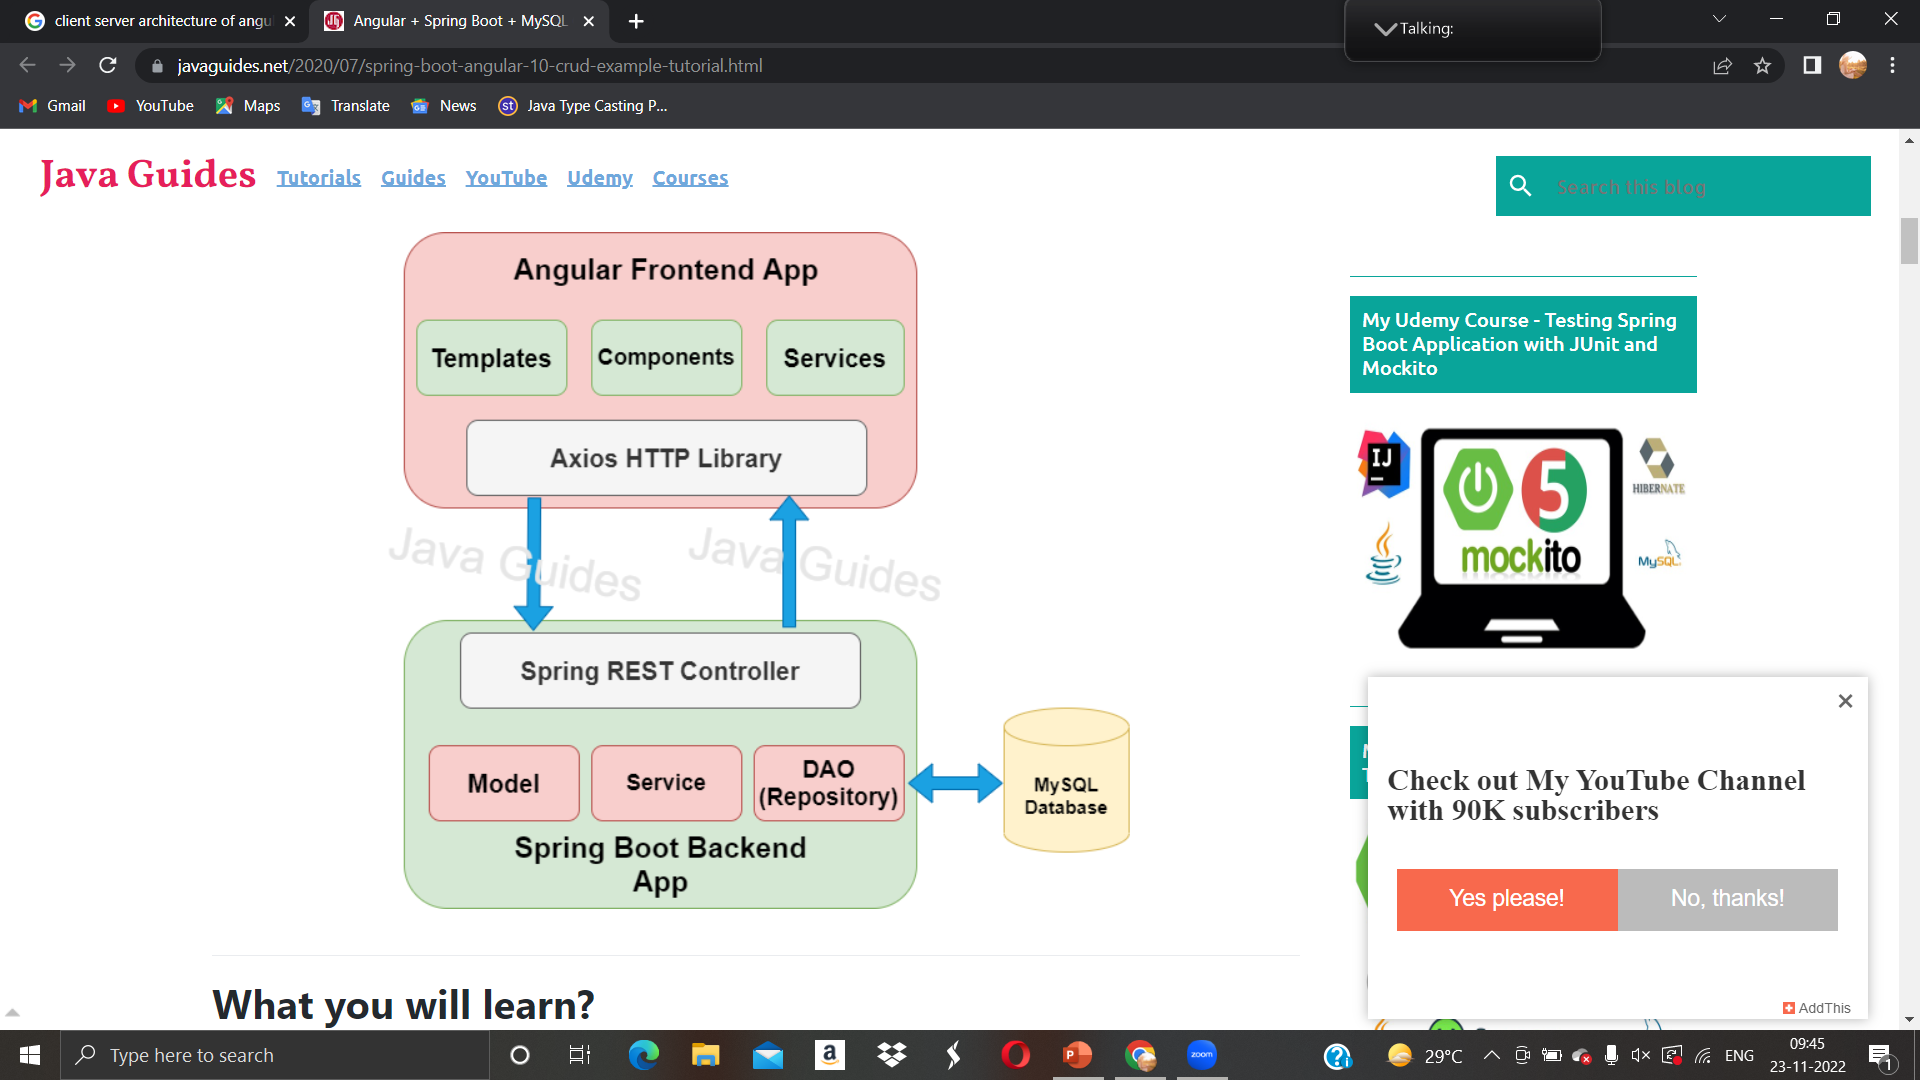 client server architecture of angu
Angular + Spring Boot + MySQL
Talking:
javaguides.net/2020/07/spring-boot-angular-10-crud-example-tutorial.html
Gmail
YouTube
Maps
Translate
News
Java Type Casting P...
Java Guides
Tutorials
Guides
YouTube
Udemy
Courses
Search this blog
Angular Frontend App
Templates
Components
Services
Axios HTTP Library
Java Guides
Java Guides
Spring REST Controller
Model
Service
DAO
(Repository)
MySQL
Database
Spring Boot Backend
App
What you will learn?
My Udemy Course - Testing Spring
Boot Application with JUnit and
Mockito
IJ
5
HIBERNATE
mockito
MySQL
Check out My YouTube Channel
with 90K subscribers
Yes please!
No, thanks!
AddThis
Type here to search
zoom
29°C
ENG
09:45
23-11-2022
1